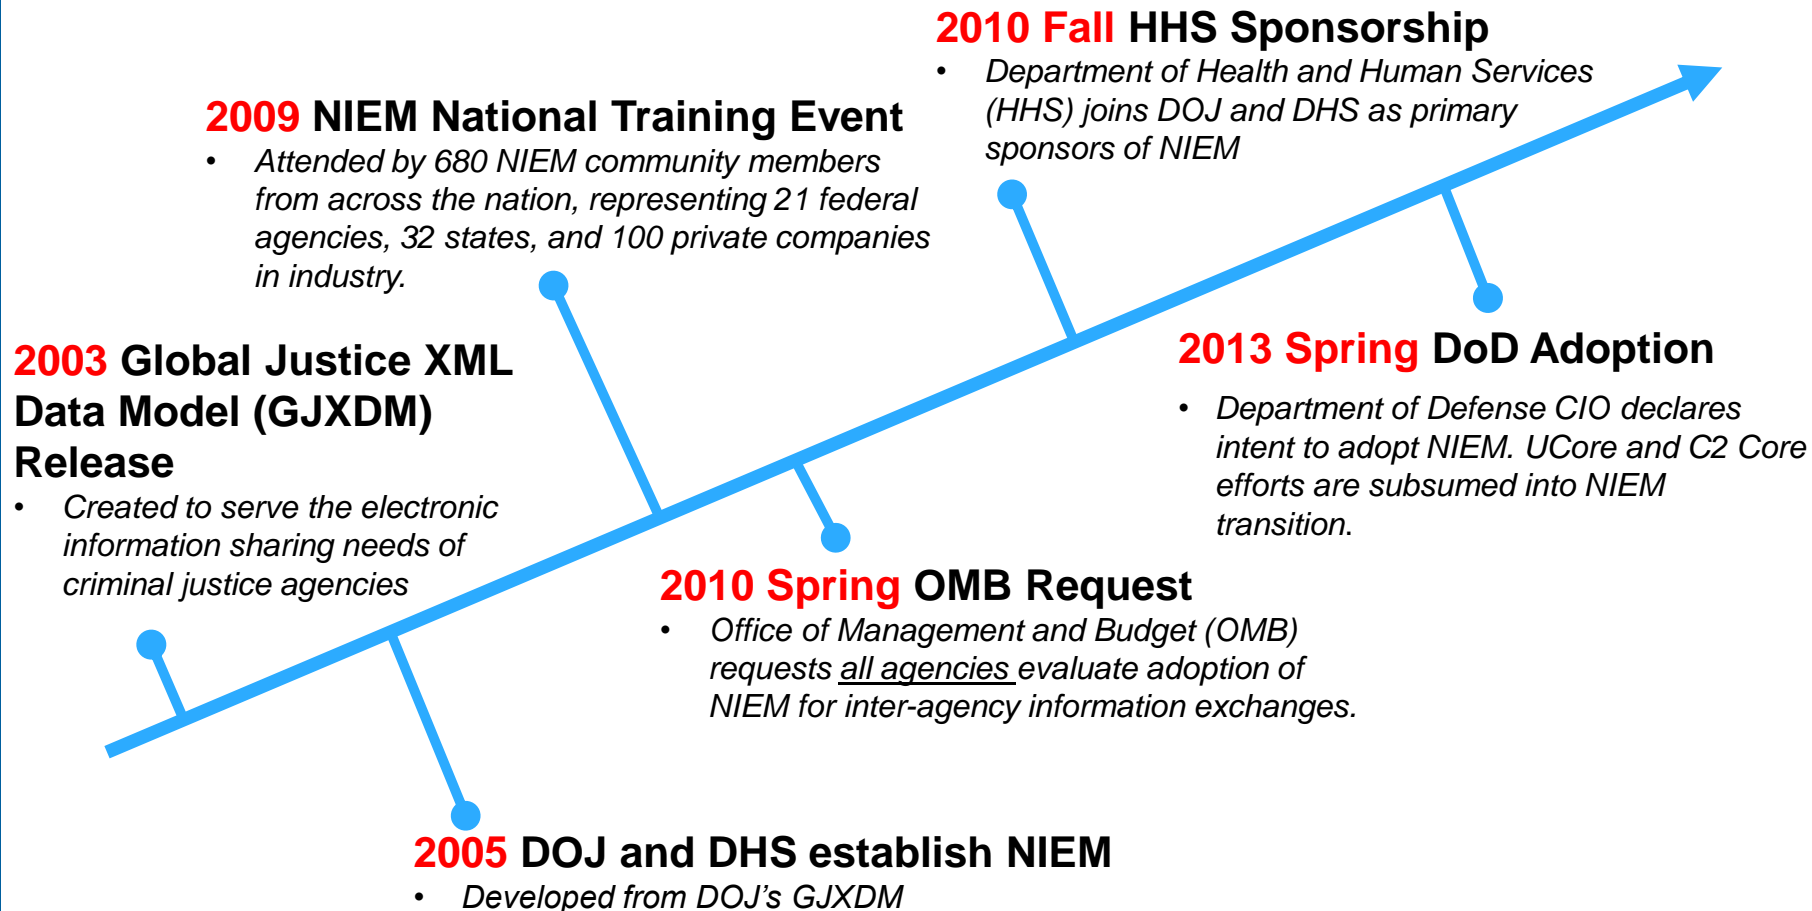 2010 Fall HHS Sponsorship
• Department of Health and Human Services
(HHS) joins DOJ and DHS as primary
sponsors of NIEM
2009 NIEM National Training Event
• Attended by 680 NIEM community members
from across the nation, representing 21 federal
agencies, 32 states, and 100 private companies
in industry.
2003 Global Justice XML
Data Model (GJXDM)
Release
• Created to serve the electronic
information sharing needs of
criminal justice agencies
2013 Spring DoD Adoption
• Department of Defense CIO declares
intent to adopt NIEM. UCore and C2 Core
efforts are subsumed into NIEM
transition.
2010 Spring OMB Request
• Office of Management and Budget (OMB)
requests all agencies evaluate adoption of
NIEM for inter-agency information exchanges.
2005 DOJ and DHS establish NIEM
• Developed from DOJ’s GJXDM